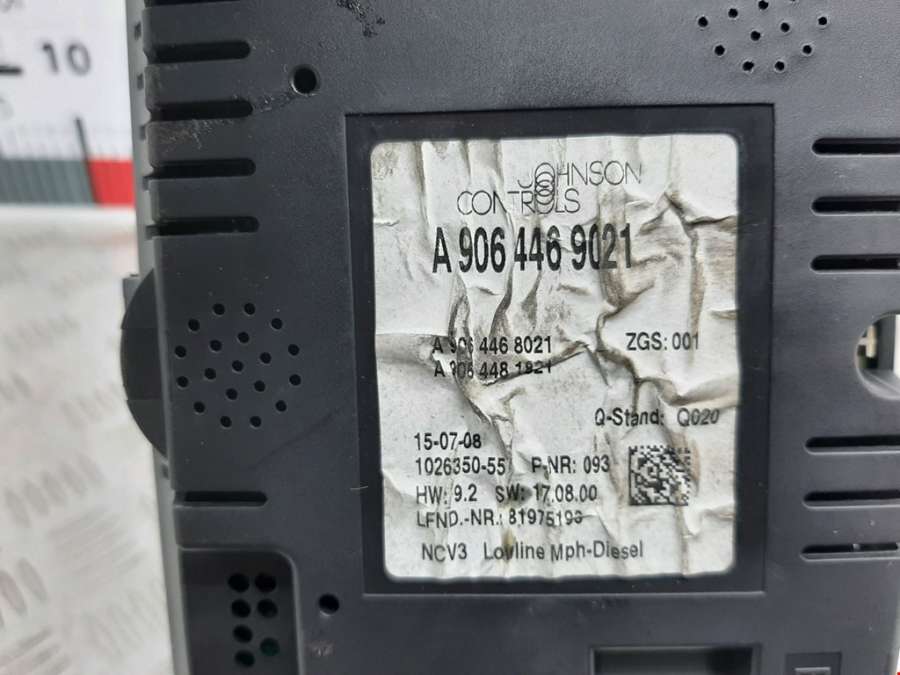 10
JOHNSON
CONTROLS
A 906 446 9021
A 906 446 8021 ZGS: 001
A 906 448 1821
Q-Stand: Q020
15-07-08
1026350-55 P-NR: 093
HW: 9.2 SW: 17.08.00
LFND.-NR.: 81975193
NCV3 Lowline Mph-Diesel